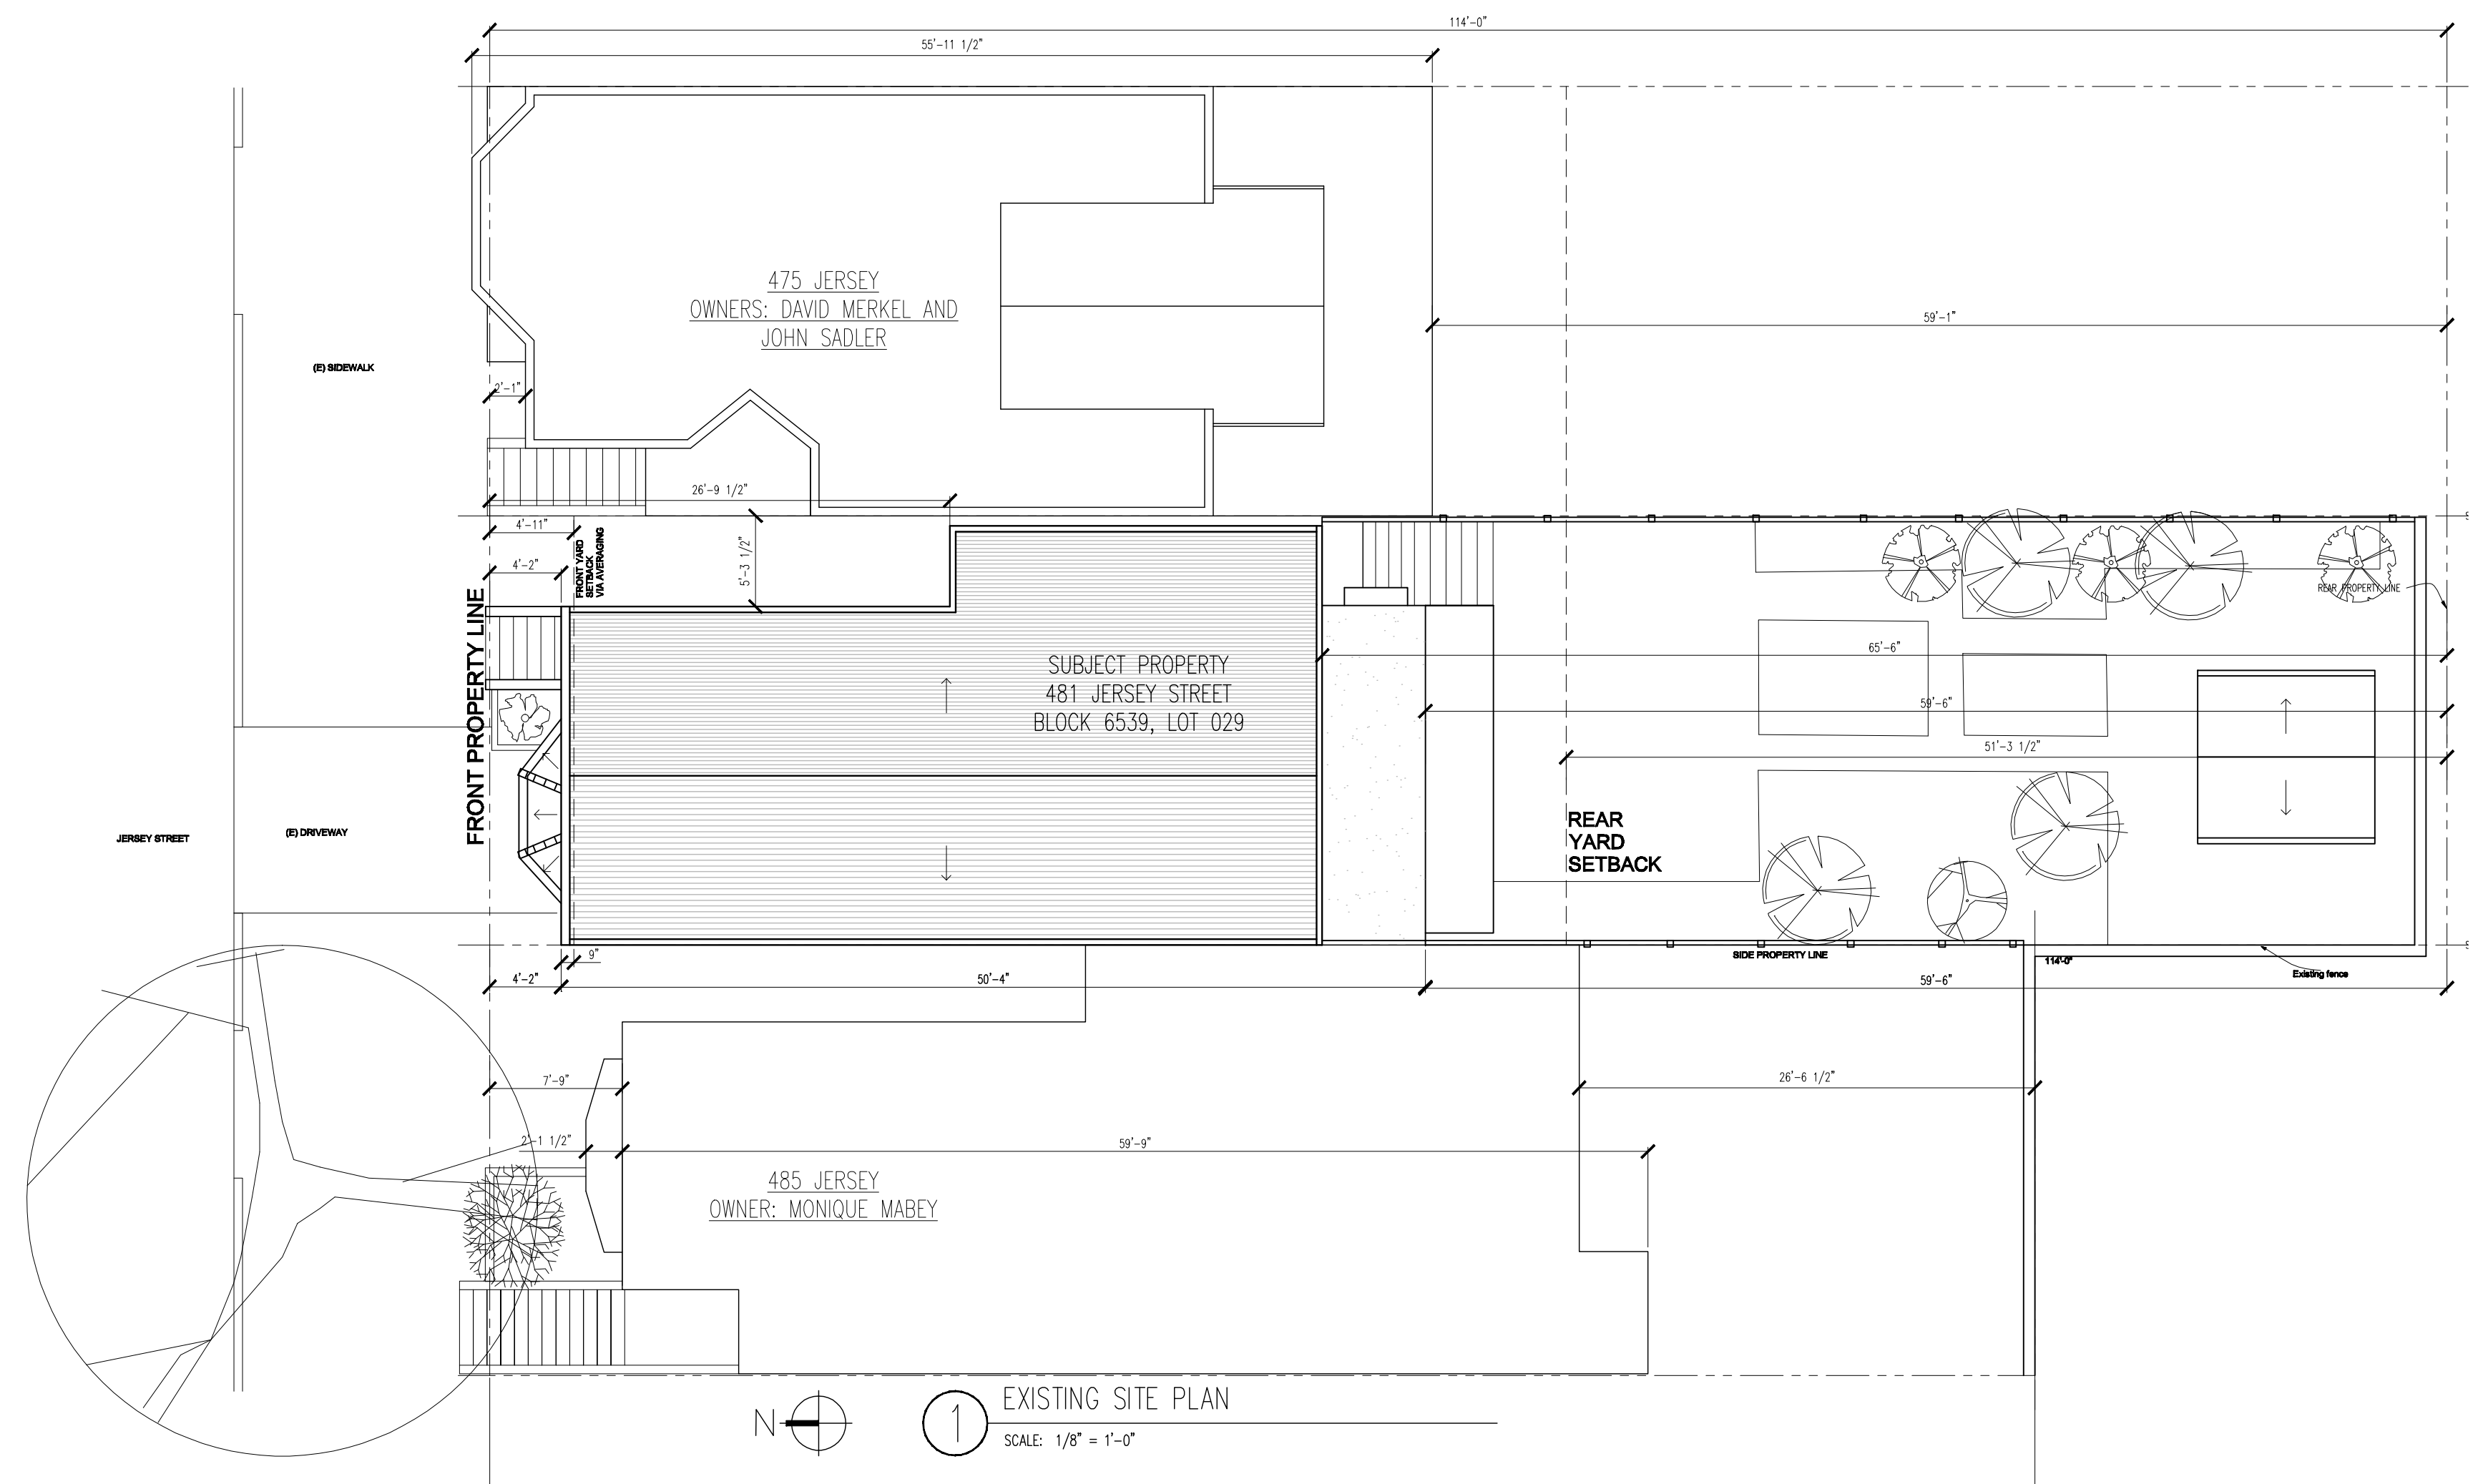 114'-0"
55'-11 1/2"
475 JERSEY
OWNERS: DAVID MERKEL AND
JOHN SADLER
59'-1"
(E) SIDEWALK
2'-1"
26'-9 1/2"
4'-11"
FRONT YARD
SETBACK
VIA AVERAGING
5'-3 1/2"
4'-2"
FRONT PROPERTY LINE
REAR PROPERTY LINE
65'-6"
SUBJECT PROPERTY
481 JERSEY STREET
BLOCK 6539, LOT 029
59'-6"
51'-3 1/2"
JERSEY STREET
(E) DRIVEWAY
REAR
YARD
SETBACK
9"
SIDE PROPERTY LINE
114'-0"
Existing fence
4'-2"
50'-4"
59'-6"
7'-9"
26'-6 1/2"
2'-1 1/2"
59'-9"
485 JERSEY
OWNER: MONIQUE MABEY
N
1
EXISTING SITE PLAN
SCALE: 1/8" = 1'-0"